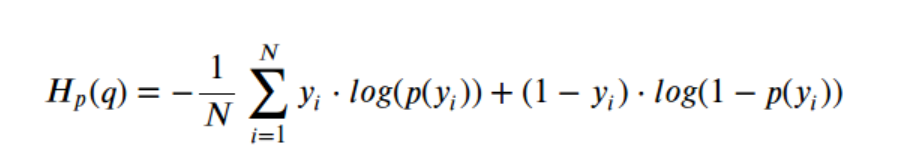 H_p(q) = -\frac{1}{N} \sum_{i=1}^{N} y_i \cdot log(p(y_i)) + (1 - y_i) \cdot log(1 - p(y_i))